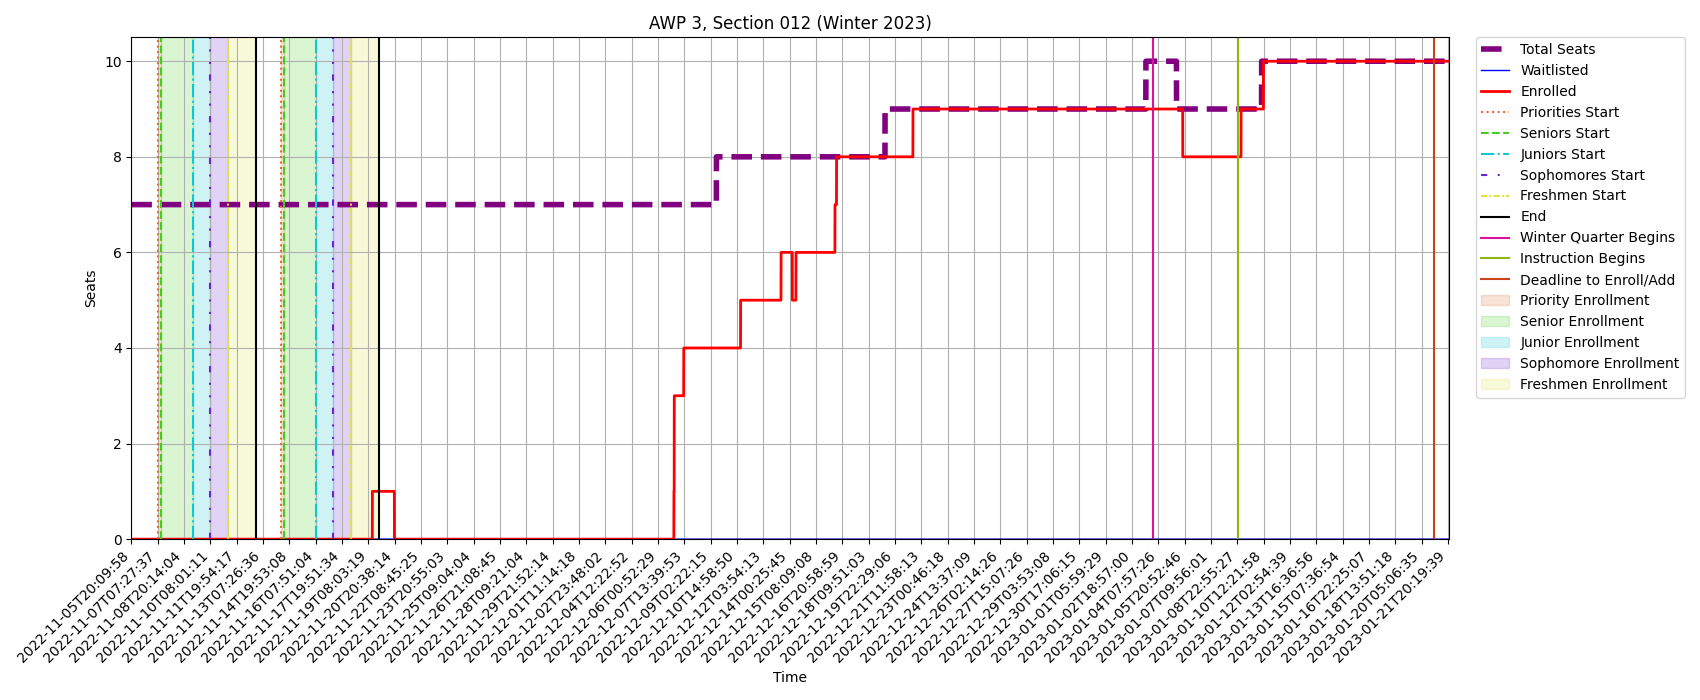 AWP 3, Section 012 (Winter 2023)
10
8
6
4
2
0
Seats
2022-11-05T20:09:58
2022-11-07T07:27:37
2022-11-08T20:14:04
2022-11-10T08:01:11
2022-11-11T19:54:17
2022-11-13T07:26:36
2022-11-14T19:53:08
2022-11-16T07:51:04
2022-11-17T19:51:34
2022-11-19T08:03:19
2022-11-20T20:38:14
2022-11-22T08:45:25
2022-11-23T20:55:03
2022-11-25T09:04:04
2022-11-26T21:08:45
2022-11-28T09:21:04
2022-11-29T21:52:14
2022-12-01T11:14:18
2022-12-02T23:48:02
2022-12-04T12:22:52
2022-12-06T00:52:29
2022-12-07T13:39:53
2022-12-09T02:22:15
2022-12-10T14:58:50
2022-12-12T03:54:13
2022-12-14T00:25:45
2022-12-15T08:09:08
2022-12-16T20:58:59
2022-12-18T09:51:03
2022-12-19T22:29:06
2022-12-21T11:58:13
2022-12-23T00:46:18
2022-12-24T13:37:09
2022-12-26T02:14:26
2022-12-27T15:07:26
2022-12-29T03:53:08
2022-12-30T17:06:15
2023-01-01T05:59:29
2023-01-02T18:57:00
2023-01-04T07:57:26
2023-01-05T20:52:46
2023-01-07T09:56:01
2023-01-08T22:55:27
2023-01-10T12:21:58
2023-01-12T02:54:39
2023-01-13T16:36:56
2023-01-15T07:36:54
2023-01-16T22:25:07
2023-01-18T13:51:18
2023-01-20T05:06:35
2023-01-21T20:19:39
Time
Total Seats
Waitlisted
Enrolled
Priorities Start
Seniors Start
Juniors Start
Sophomores Start
Freshmen Start
End
Winter Quarter Begins
Instruction Begins
Deadline to Enroll/Add
Priority Enrollment
Senior Enrollment
Junior Enrollment
Sophomore Enrollment
Freshmen Enrollment